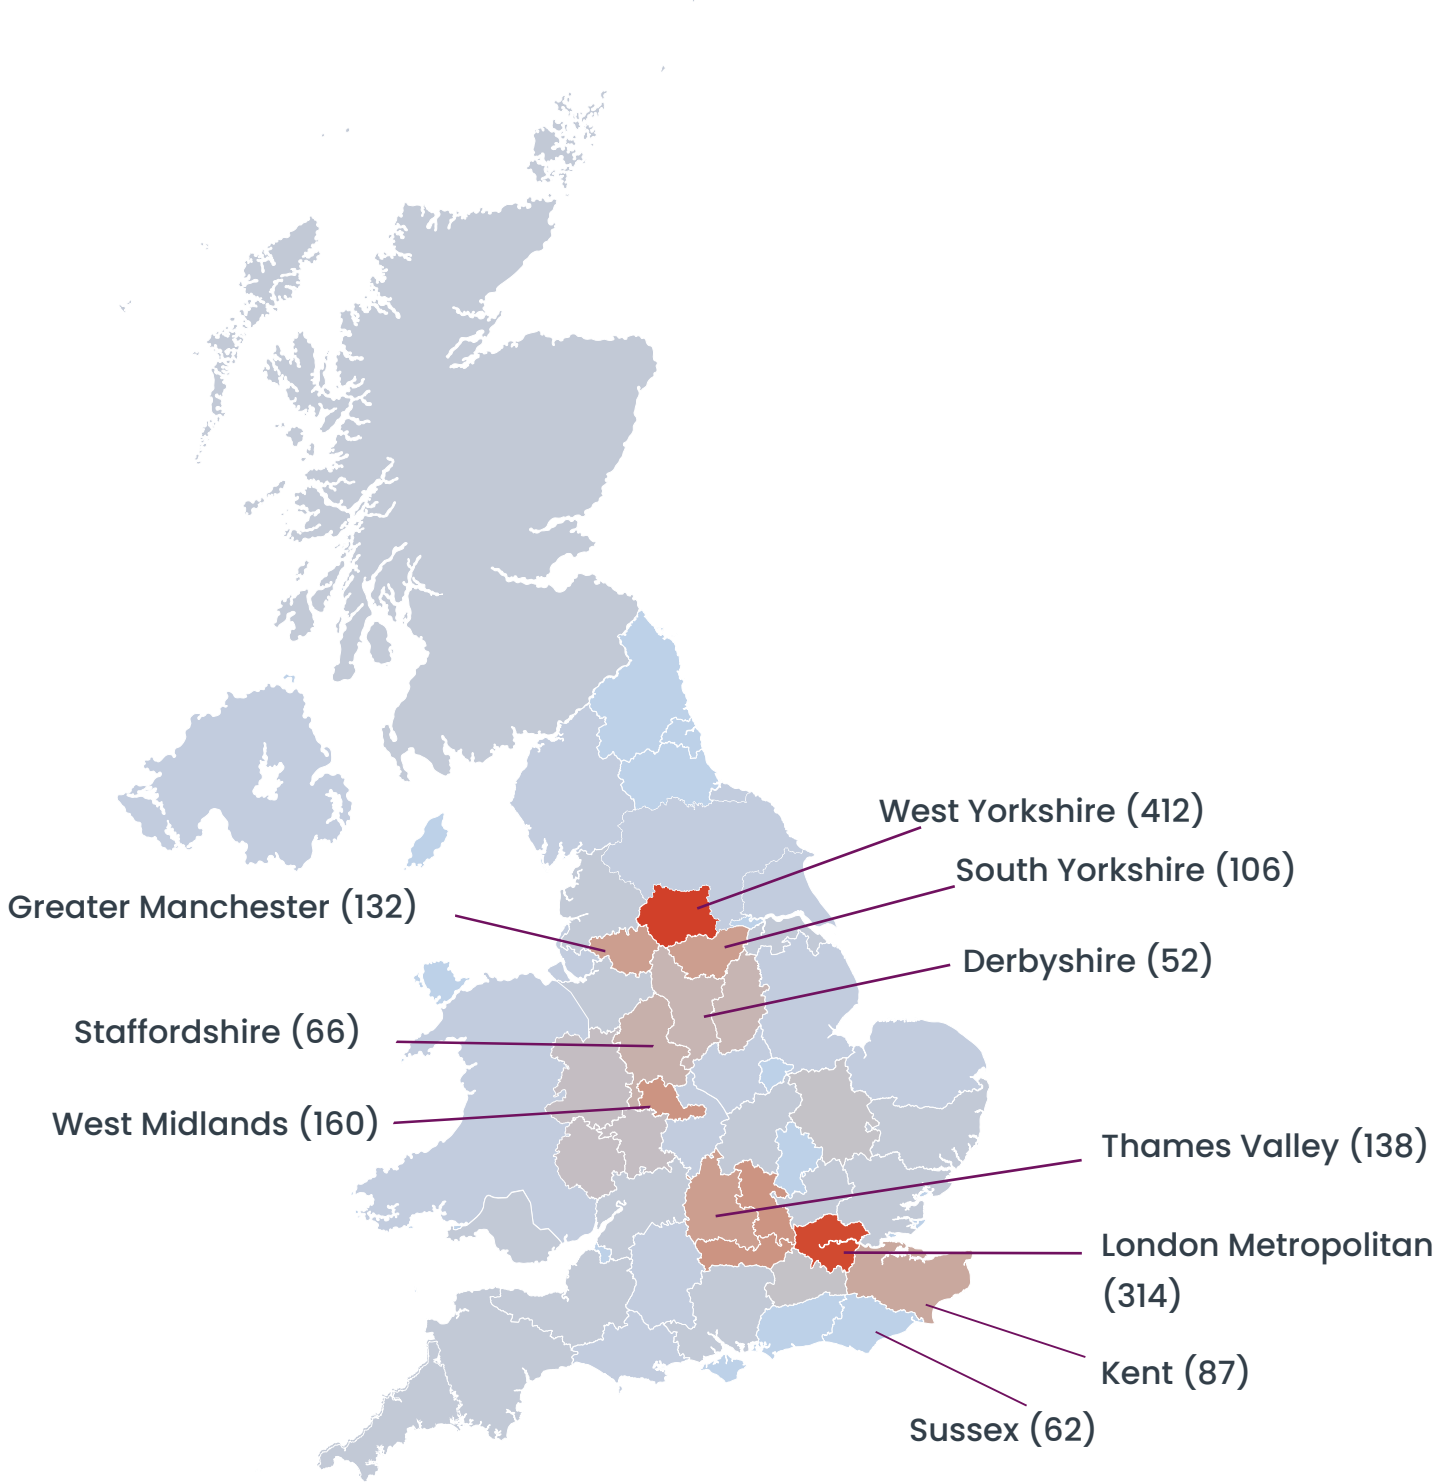 West Yorkshire (412)
South Yorkshire (106)
Greater Manchester (132)
Derbyshire (52)
Staffordshire (66)
West Midlands (160)
Thames Valley (138)
London Metropolitan
(314)
Kent (87)
Sussex (62)